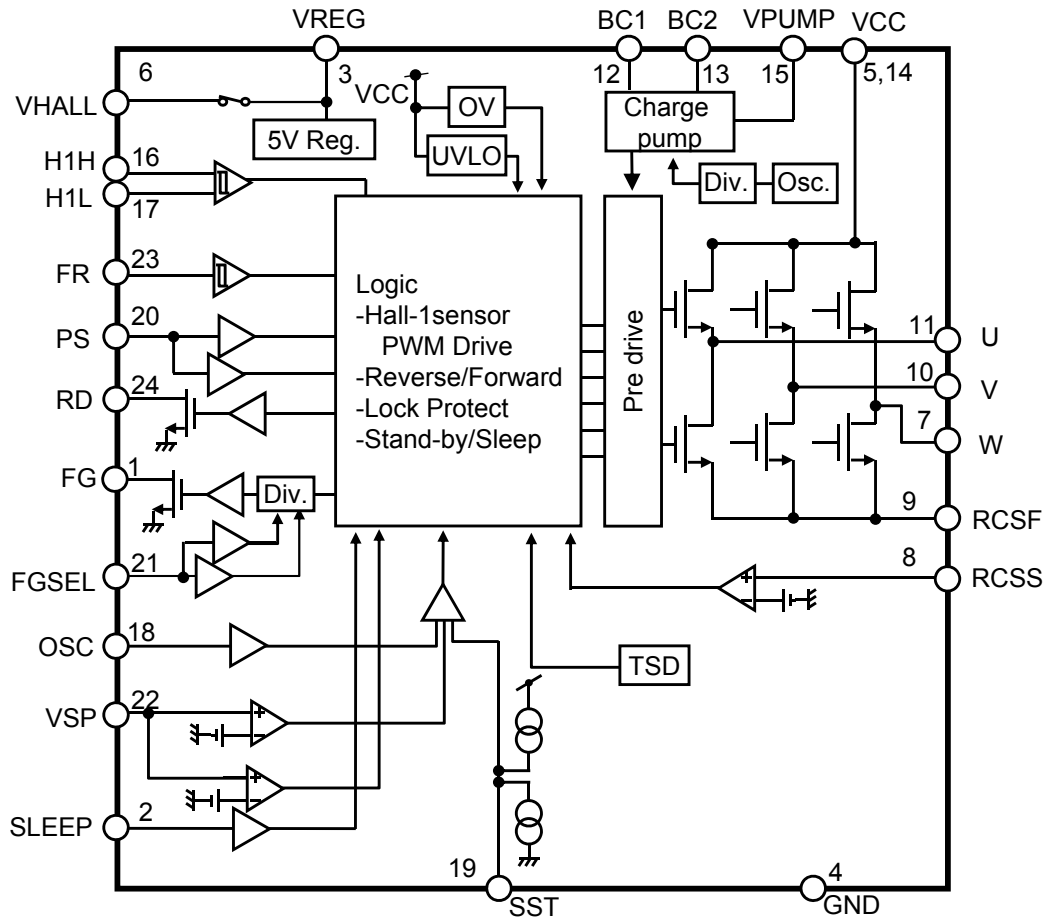 VREG
BC1
BC2
VPUMP
VCC
6
3
12
13
15
5,14
VHALL
VCC
OV
Charge
pump
5V Reg.
UVLO
H1H
16
H1L
17
Div.
Osc.
FR
23
Logic
-Hall-1sensor
PWM Drive
-Reverse/Forward
-Lock Protect
-Stand-by/Sleep
Pre drive
PS
20
11
U
RD
24
10
V
7
W
FG
1
Div.
9
RCSF
FGSEL
21
8
RCSS
+
-
OSC
18
TSD
VSP
22
+
-
+
-
SLEEP
2
19
SST
4
GND